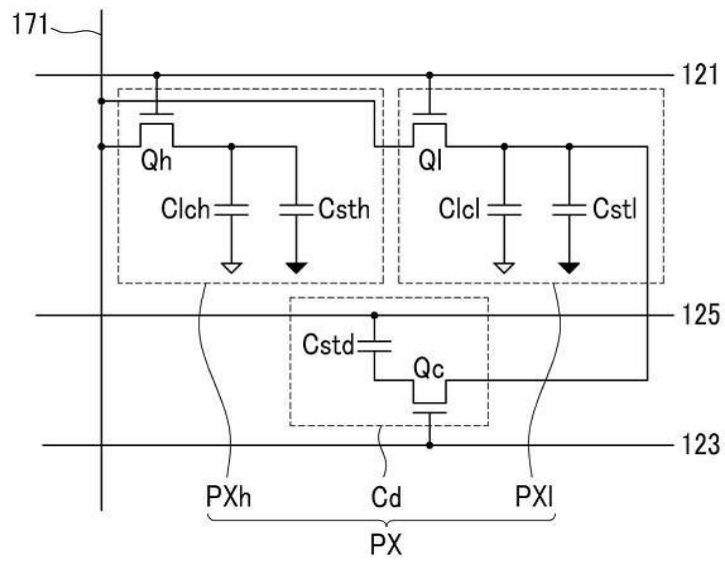 171
121
Qh
Ql
Clch
Csth
Clcl
Cstl
125
Cstd
Qc
123
PXh
Cd
PXl
PX